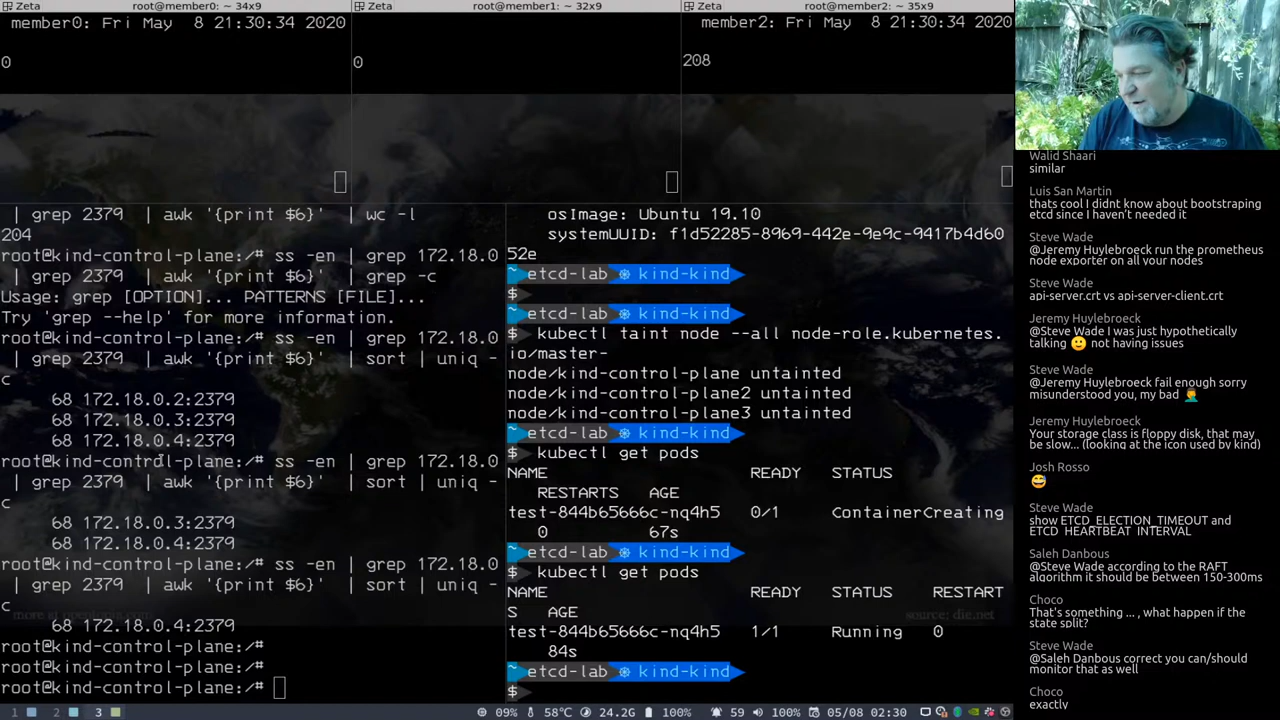 Zeta root@member0: ~ 34x9
member0: Fri May 8 21:30:34 2020
0
Zeta root@member1: ~ 32x9
0
Zeta root@member2: ~ 35x9
member2: Fri May 8 21:30:34 2020
208
| grep 2379 | awk '{print $6}' | wc -l
204
root@kind-control-plane:/# ss -en | grep 172.18.0
| grep 2379 | awk '{print $6}' | grep -c
Usage: grep [OPTION]... PATTERNS [FILE]...
Try 'grep --help' for more information.
root@kind-control-plane:/# ss -en | grep 172.18.0
| grep 2379 | awk '{print $6}' | sort | uniq -
c
68 172.18.0.2:2379
68 172.18.0.3:2379
68 172.18.0.4:2379
root@kind-control-plane:/# ss -en | grep 172.18.0
| grep 2379 | awk '{print $6}' | sort | uniq -
c
68 172.18.0.3:2379
68 172.18.0.4:2379
root@kind-control-plane:/# ss -en | grep 172.18.0
| grep 2379 | awk '{print $6}' | sort | uniq -
c
68 172.18.0.4:2379
root@kind-control-plane:/#
root@kind-control-plane:/#
root@kind-control-plane:/#
osImage: Ubuntu 19.10
systemUUID: f1d52285-8969-442e-9e9c-9417b4d60
52e
~ etcd-lab kind-kind
$
~ etcd-lab kind-kind
$ kubectl taint node --all node-role.kubernetes.
io/master-
node/kind-control-plane untainted
node/kind-control-plane2 untainted
node/kind-control-plane3 untainted
~ etcd-lab kind-kind
$ kubectl get pods
NAME READY STATUS
RESTARTS AGE
test-844b65666c-nq4h5 0/1 ContainerCreating
0 67s
~ etcd-lab kind-kind
$ kubectl get pods
NAME READY STATUS RESTART
S AGE
test-844b65666c-nq4h5 1/1 Running 0
84s
~ etcd-lab kind-kind
$
source: die.net
Walid Shaari
similar
Luis San Martin
thats cool I didnt know about bootstraping
etcd since I haven't needed it
Steve Wade
@Jeremy Huylebroeck run the prometheus
node exporter on all your nodes
Steve Wade
api-server.crt vs api-server-client.crt
Jeremy Huylebroeck
@Steve Wade I was just hypothetically
talking 🙂 not having issues
Steve Wade
@Jeremy Huylebroeck fail enough sorry
misunderstood you, my bad 🤦‍♂️
Jeremy Huylebroeck
Your storage class is floppy disk, that may
be slow... (looking at the icon used by kind)
Josh Rosso
😅
Steve Wade
show ETCD_ELECTION_TIMEOUT and
ETCD_HEARTBEAT_INTERVAL
Saleh Danbous
@Steve Wade according to the RAFT
algorithm it should be between 150-300ms
Choco
That's something ... , what happen if the
state split?
Steve Wade
@Saleh Danbous correct you can/should
monitor that as well
Choco
exactly
1 2 3 09% 58°C 24.2G 100% 59 100% 05/08 02:30